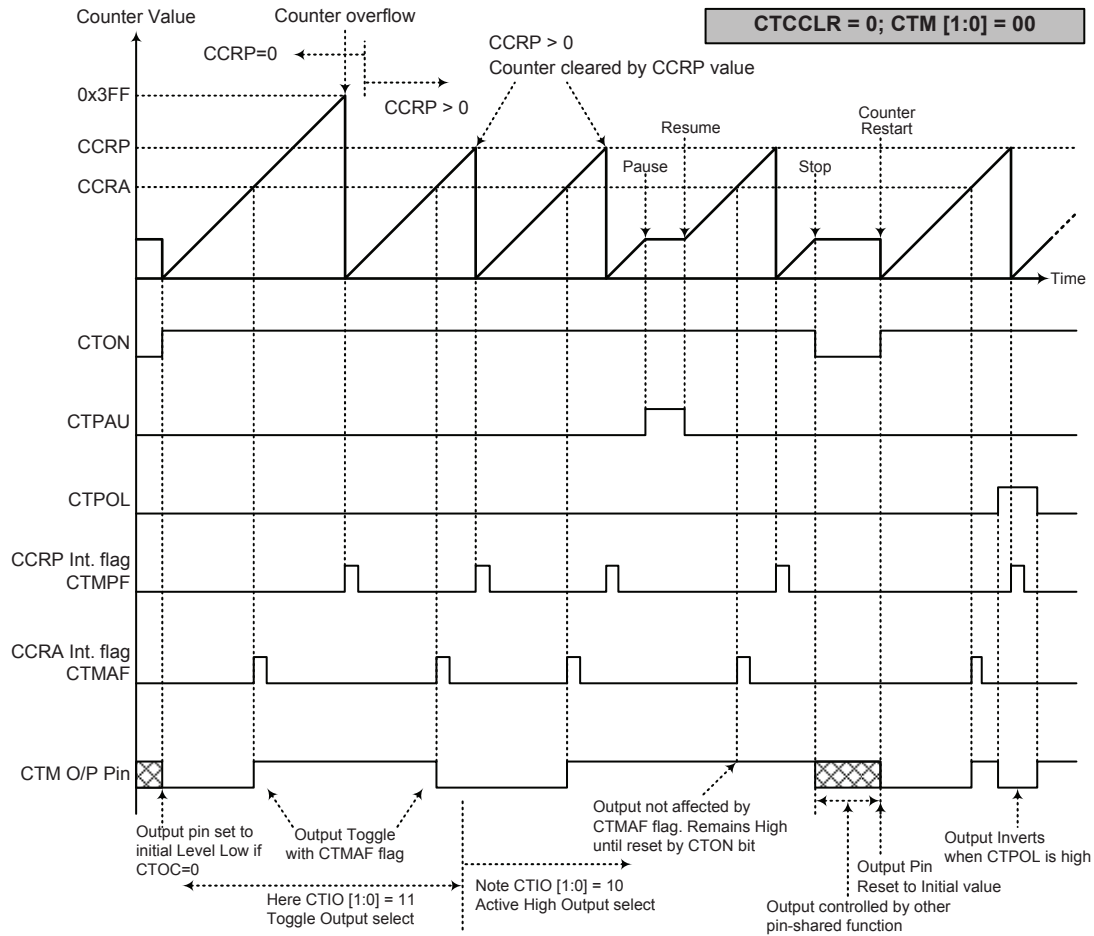 Counter Value
Counter overflow
CTCCLR = 0; CTM [1:0] = 00
CCRP=0
CCRP > 0
CCRP > 0
Counter cleared by CCRP value
0x3FF
CCRP
CCRA
Pause
Resume
Stop
Counter
Restart
Time
CTON
CTPAU
CTPOL
CCRP Int. flag
CTMPF
CCRA Int. flag
CTMAF
CTM O/P Pin
Output pin set to
initial Level Low if
CTOC=0
Output Toggle
with CTMAF flag
Here CTIO [1:0] = 11
Toggle Output select
Note CTIO [1:0] = 10
Active High Output select
Output not affected by
CTMAF flag. Remains High
until reset by CTON bit
Output controlled by other
pin-shared function
Output Pin
Reset to Initial value
Output Inverts
when CTPOL is high